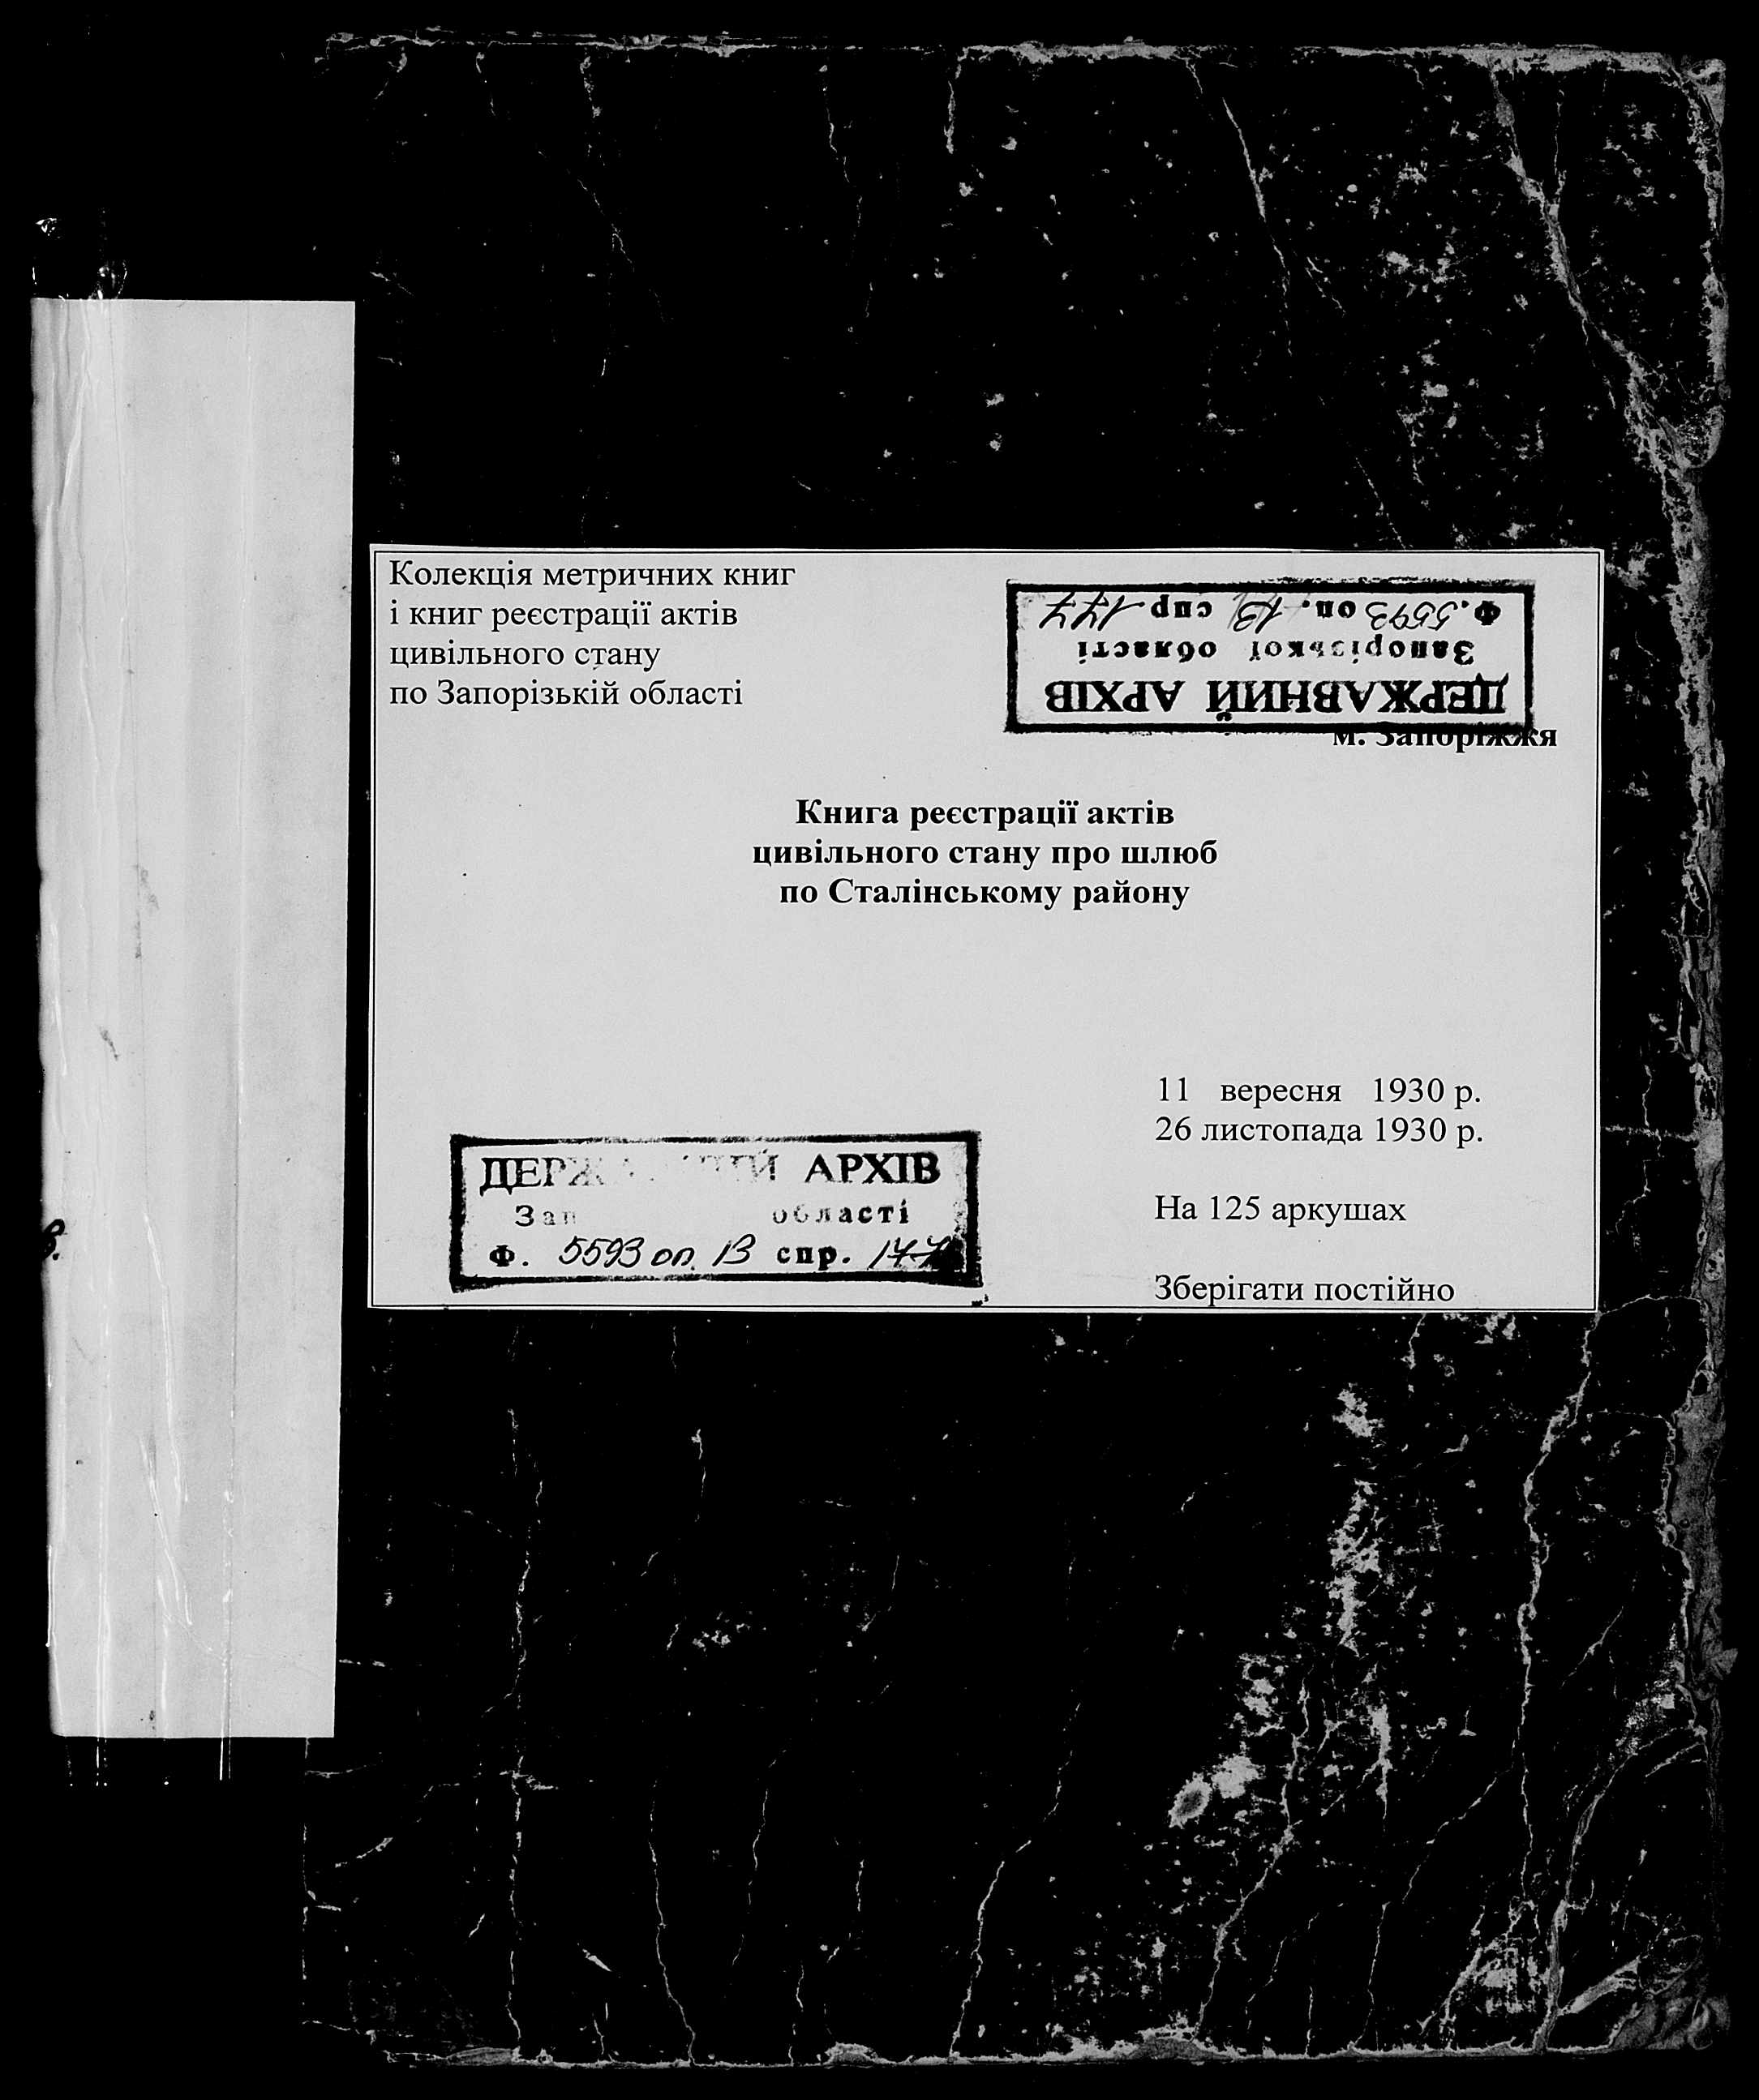 Колекція метричних книг
і книг реєстрації актів
цивільного стану
по Запорізькій області
ДЕРЖАВНИЙ АРХІВ
Запорізької області
Ф. 5593 оп. спр 177
м. Запоріжжя
Книга реєстрації актів
цивільного стану про шлюб
по Сталінському району
11 вересня 1930 р.
26 листопада 1930 р.
На 125 аркушах
Зберігати постійно
АРХІВ
області
Ф. 5593 оп. 13 спр.